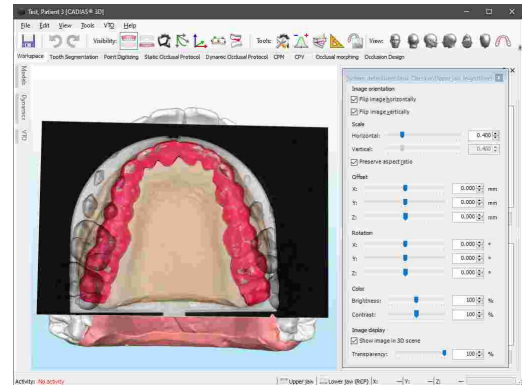 Test, Patient 3 [CADIAS® 3D]
File Edit View Tools VTO Help
Visibility: Tools: View:
Workspace Tooth Segmentation Point Digitizing Static Occlusal Protocol Dynamic Occlusal Protocol CPM CPV Occlusal morphing Occlusion Design
Models
Dynamics
VTO
Image orientation
Flip image horizontally
Flip image vertically
Scale
Horizontal: 0.400
Vertical: 0.400
Preserve aspect ratio
Offset
X: 0.000 mm
Y: 0.000 mm
Z: 0.000 mm
Rotation
X: 0.000 °
Y: 0.000 °
Z: 0.000 °
Color
Brightness: 100 %
Contrast: 100 %
Image display
Show image in 3D scene
Transparency: 100 %
Activity: No activity Upper jaw Lower jaw (RCP) X: --- Y: --- Z: ---